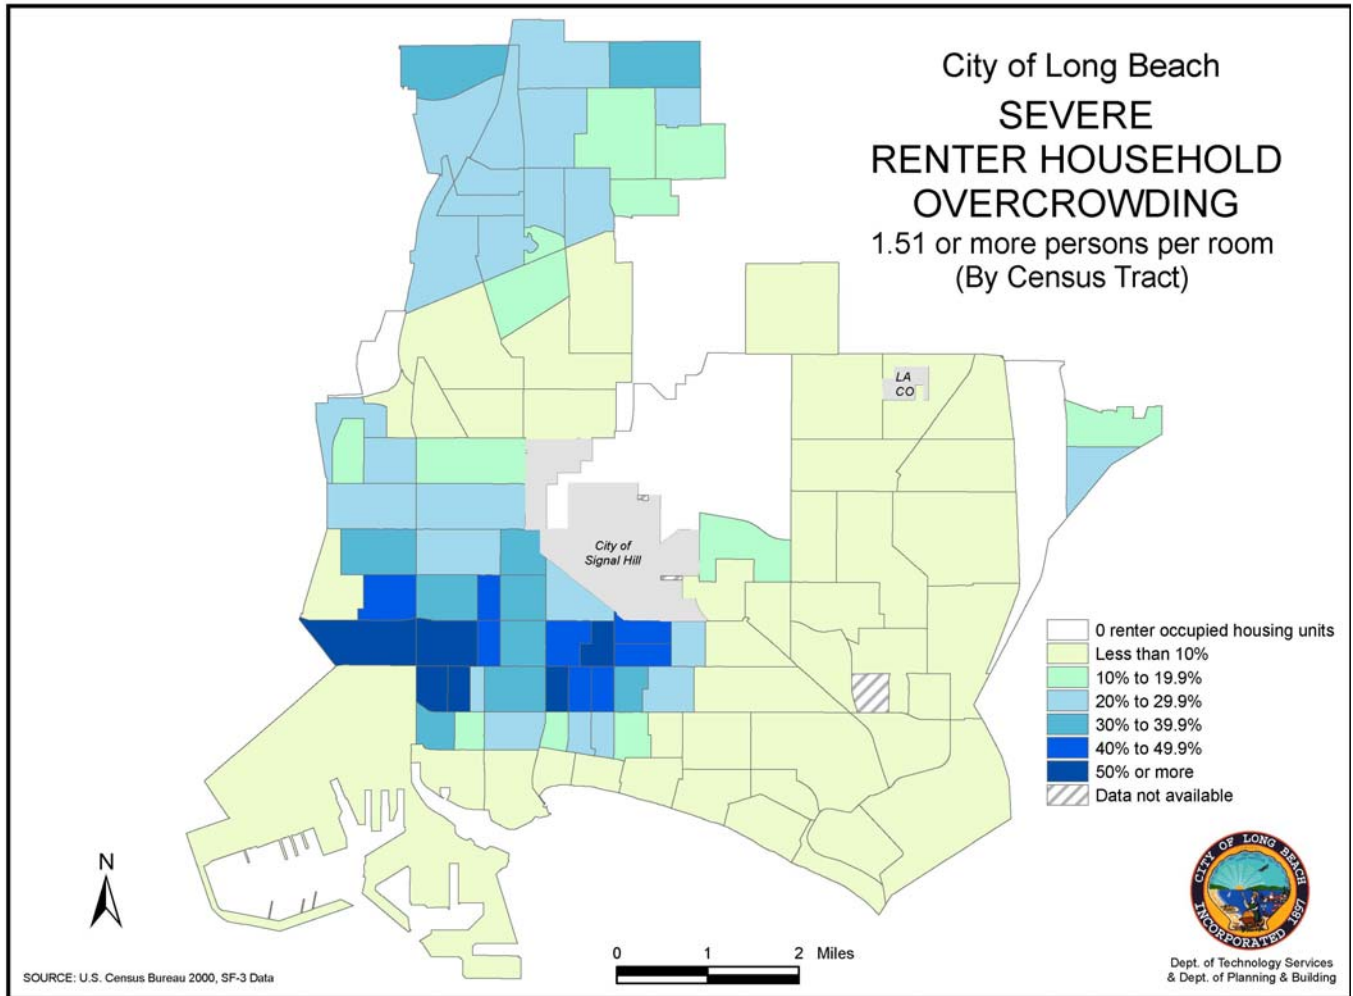 City of Long Beach
SEVERE
RENTER HOUSEHOLD
OVERCROWDING
1.51 or more persons per room
(By Census Tract)
LA
CO
City of
Signal Hill
0 renter occupied housing units
Less than 10%
10% to 19.9%
20% to 29.9%
30% to 39.9%
40% to 49.9%
50% or more
Data not available
N
CITY OF LONG BEACH
INCORPORATED 1897
0 1 2 Miles
Dept. of Technology Services
& Dept. of Planning & Building
SOURCE: U.S. Census Bureau 2000, SF-3 Data